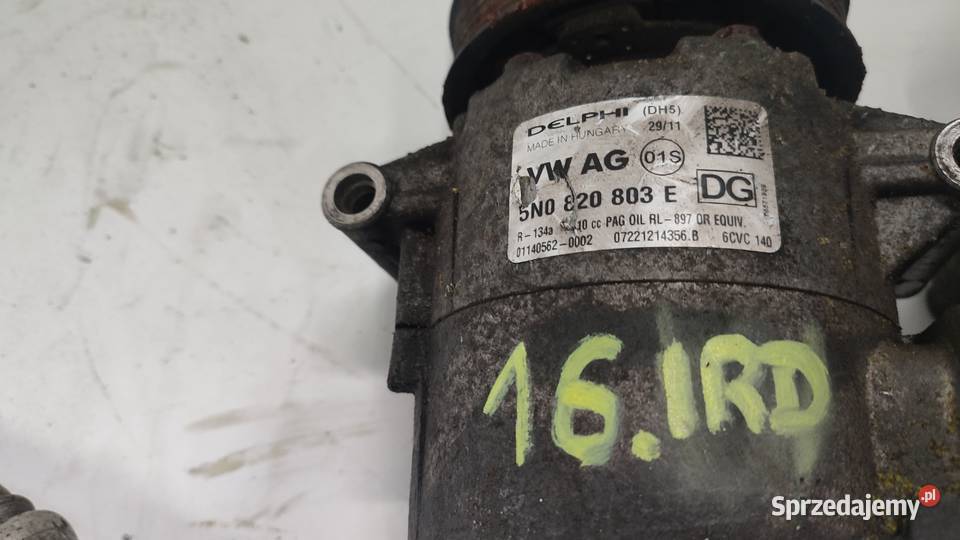 DELPHI (DH5)
MADE IN HUNGARY 29/11
VW AG 01S
5N0 820 803 E DG
R-134a 10 cc PAG OIL RL-897 OR EQUIV.
01140562-0002 07221214356.B 6CVC 140
16.IRD
Sprzedajemy.pl